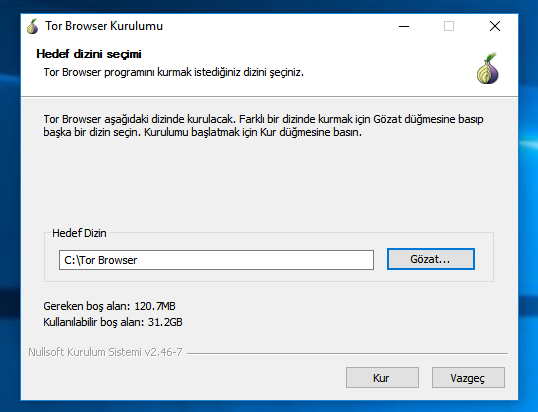 Tor Browser Kurulumu
Hedef dizini seçimi
Tor Browser programını kurmak istediğiniz dizini seçiniz.
Tor Browser aşağıdaki dizinde kurulacak. Farklı bir dizinde kurmak için Gözat düğmesine basıp
başka bir dizin seçin. Kurulumu başlatmak için Kur düğmesine basın.
Hedef Dizin
C:\Tor Browser
Gözat...
Gereken boş alan: 120.7MB
Kullanılabilir boş alan: 31.2GB
Nullsoft Kurulum Sistemi v2.46-7
Kur
Vazgeç